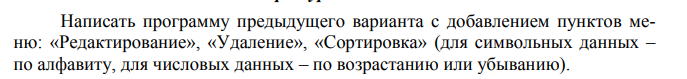 Написать программу предыдущего варианта с добавлением пунктов ме-
ню: «Редактирование», «Удаление», «Сортировка» (для символьных данных –
по алфавиту, для числовых данных – по возрастанию или убыванию).